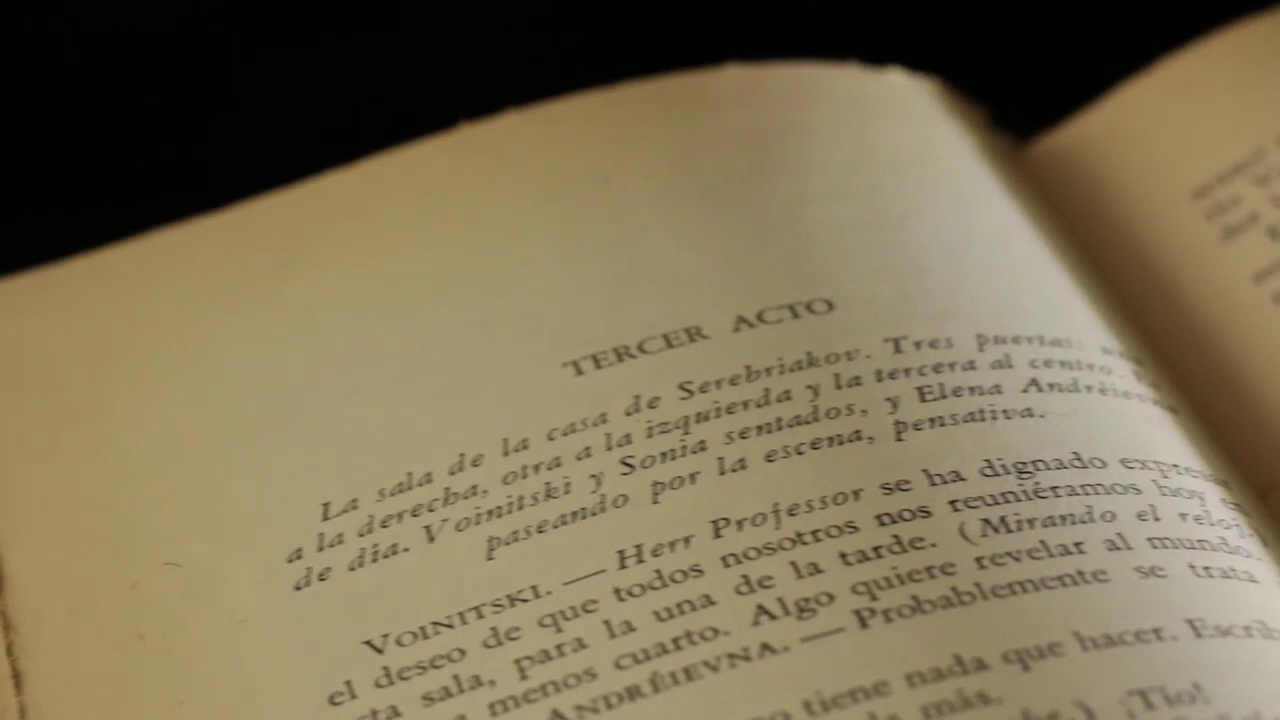 TERCER ACTO
La sala de la casa de Serebriakov. Tres puertas:
a la derecha, otra a la izquierda y la tercera al centro.
de dia. Voinitski y Sonia sentados, y Elena Andréievna
paseando por la escena, pensativa.
VOINITSKI. — Herr Professor se ha dignado
el deseo de que todos nosotros nos reuniéramos hoy
sala, para la una de la tarde. (Mirando el reloj.
menos cuarto. Algo quiere revelar al mundo.
ANDRÉIEVNA. — Probablemente se trata
tiene nada que hacer.
más.
¡Tío!